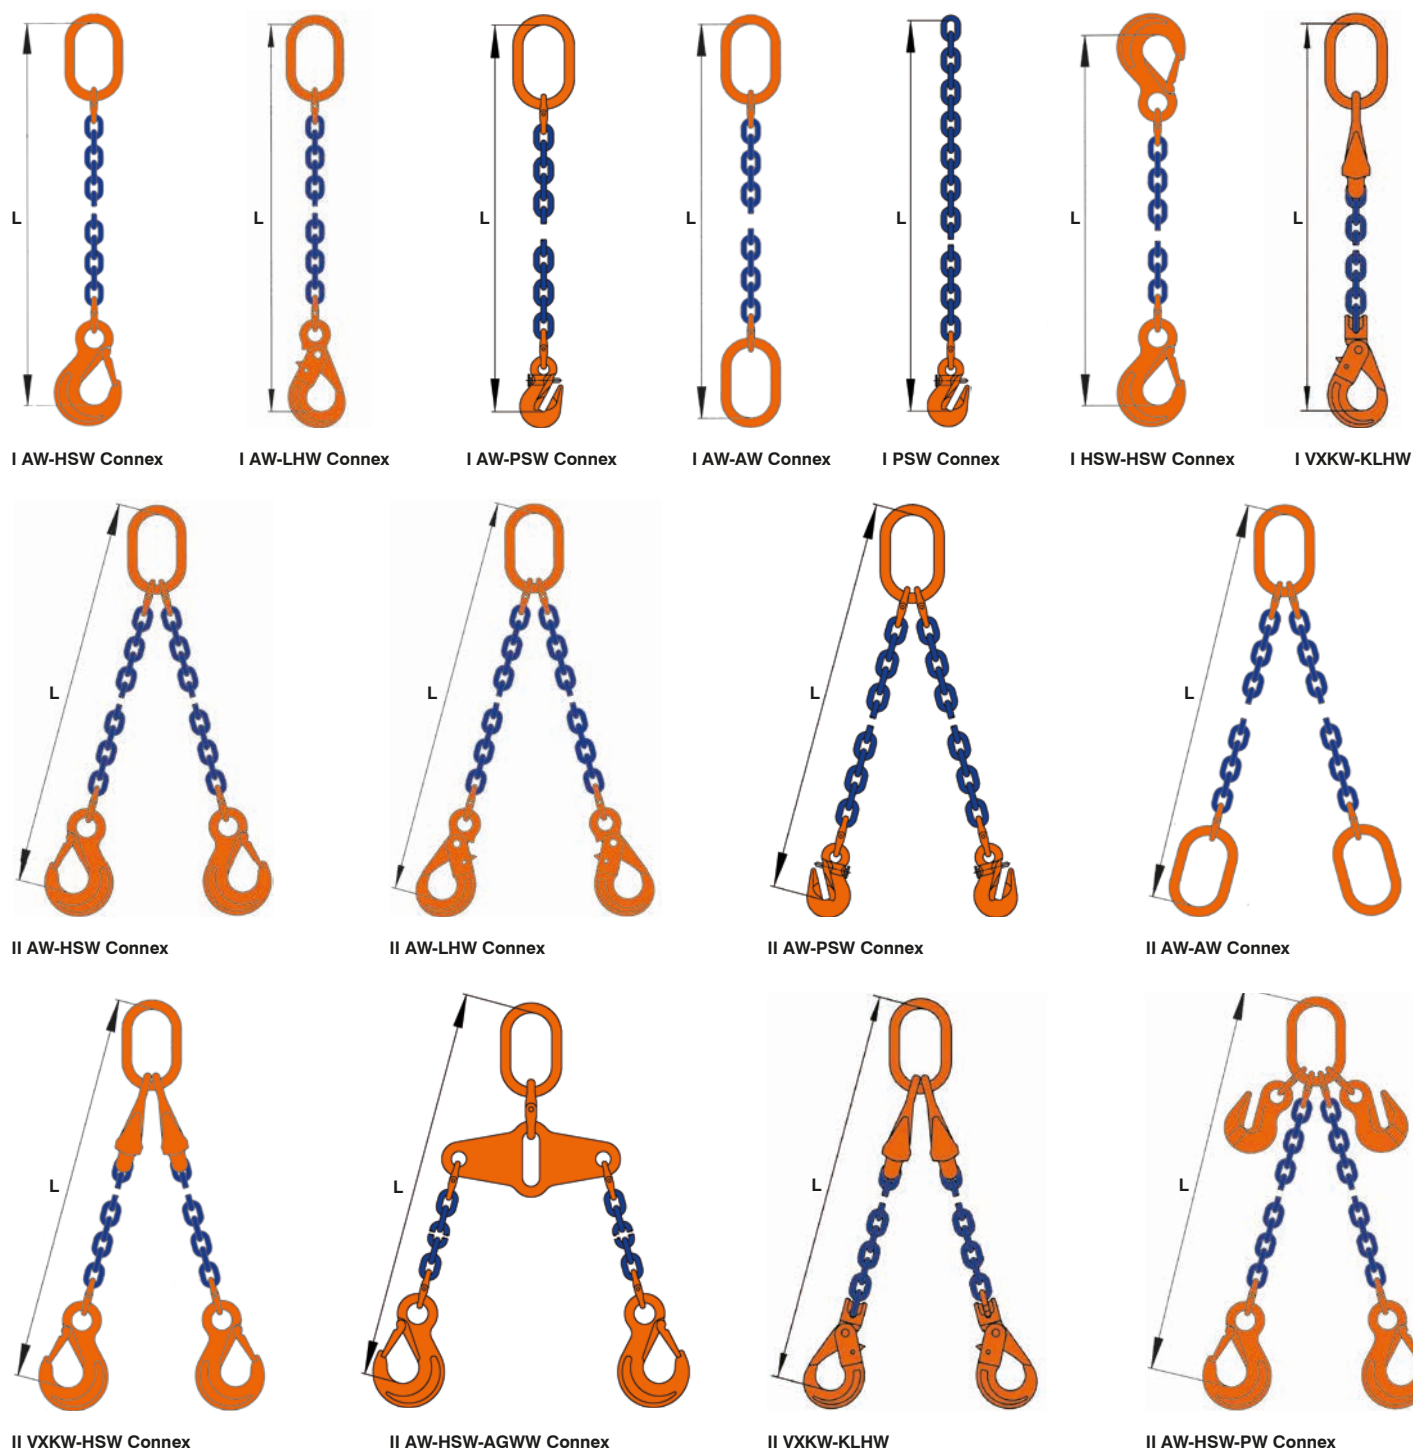 L L L L L L L
I AW-HSW Connex I AW-LHW Connex I AW-PSW Connex I AW-AW Connex I PSW Connex I HSW-HSW Connex I VXKW-KLHW
L L L L
II AW-HSW Connex II AW-LHW Connex II AW-PSW Connex II AW-AW Connex
L L L L
II VXKW-HSW Connex II AW-HSW-AGWW Connex II VXKW-KLHW II AW-HSW-PW Connex